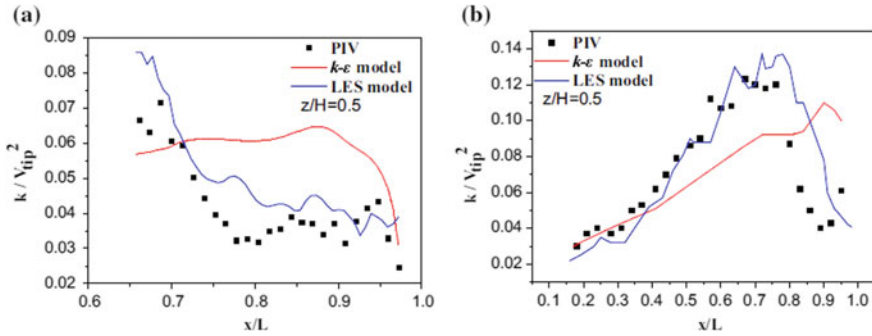 (a)
0.09
0.08
0.07
0.06
0.05
0.04
0.03
0.02
k / V_tip^2
PIV
k-ε model
LES model
z/H=0.5
0.6 0.7 0.8 0.9 1.0
x/L
(b)
0.14
0.12
0.10
0.08
0.06
0.04
0.02
k / V_tip^2
PIV
k-ε model
LES model
z/H=0.5
0.1 0.2 0.3 0.4 0.5 0.6 0.7 0.8 0.9 1.0
x/L